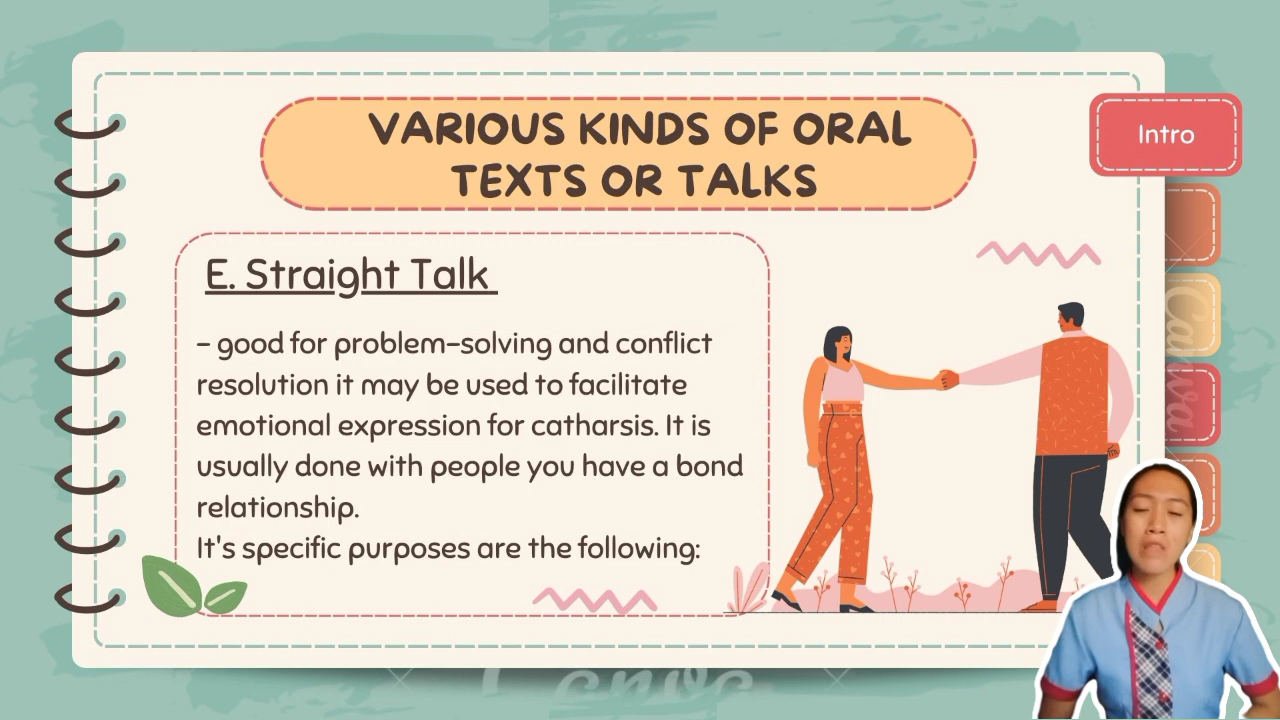 VARIOUS KINDS OF ORAL
TEXTS OR TALKS
Intro
E. Straight Talk
- good for problem-solving and conflict
resolution it may be used to facilitate
emotional expression for catharsis. It is
usually done with people you have a bond
relationship.
It's specific purposes are the following:
Canva
Canva